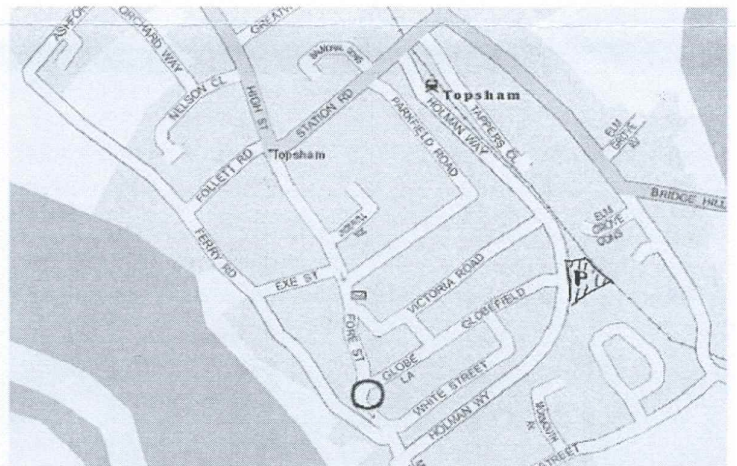 ASHFOR
ORCHARD WAY
GREATW
NELSON CL
HIGH ST
STATION RD
Topsham
HOLMAN WAY
TAPPERS CL
PARKFIELD ROAD
FOLLETT RD
Topsham
ELM
GROVE
BRIDGE HILL
FERRY RD
ELM
GROVE
GDNS
EXE ST
VICTORIA ROAD
GLOBEFIELD
P
FORE ST
GLOBE
LA
WHITE STREET
HOLMAN WY
STREET